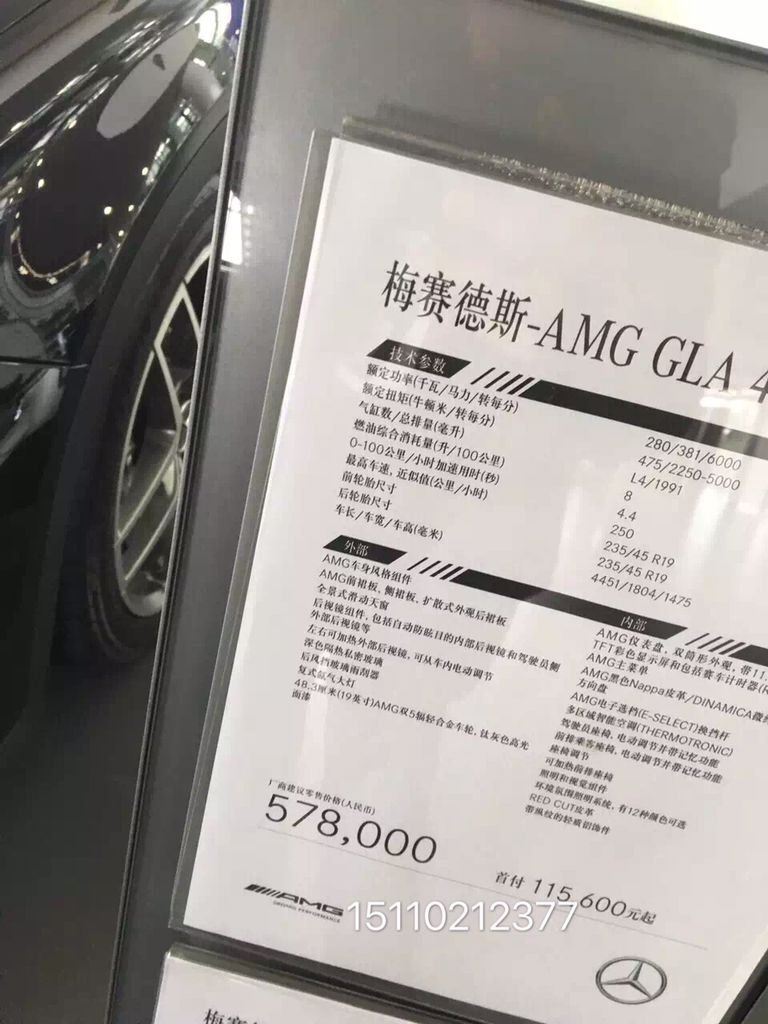 梅赛德斯-AMG GLA 4
技术参数
额定功率(千瓦/马力/转每分) 280/381/6000
额定扭矩(牛顿米/转每分) 475/2250-5000
气缸数/总排量(毫升) L4/1991
燃油综合消耗量(升/100公里) 8
0-100公里/小时加速用时(秒) 4.4
最高车速, 近似值(公里/小时) 250
前轮胎尺寸 235/45 R19
后轮胎尺寸 235/45 R19
车长/车宽/车高(毫米) 4451/1804/1475
外部
AMG车身风格组件
AMG前裙板, 侧裙板, 扩散式外观后裙板
全景式滑动天窗
后视镜组件, 包括自动防眩目的内部后视镜和驾驶员侧
外部后视镜等
左右可加热外部后视镜, 可从车内电动调节
深色隔热私密玻璃
后风挡玻璃雨刮器
复式氙气大灯
48.3厘米(19英寸)AMG双5辐轻合金车轮, 钛灰色高光
面漆
内部
AMG仪表盘, 双筒形外观, 带11.
TFT彩色显示屏和包括赛车计时器(R
AMG主菜单
AMG黑色Nappa皮革/DINAMICA微纤
方向盘
AMG电子选档(E-SELECT)换挡杆
多区域智能空调(THERMOTRONIC)
驾驶员座椅, 电动调节并带记忆功能
前排乘客座椅, 电动调节并带记忆功能
座椅调节
可加热前排座椅
照明和视觉组件
环境氛围照明系统, 有12种颜色可选
RED CUT皮革
带纵纹的轻质铝饰件
厂商建议零售价格(人民币)
578,000
首付 115,600元起
AMG
DRIVING PERFORMANCE
15110212377
梅赛